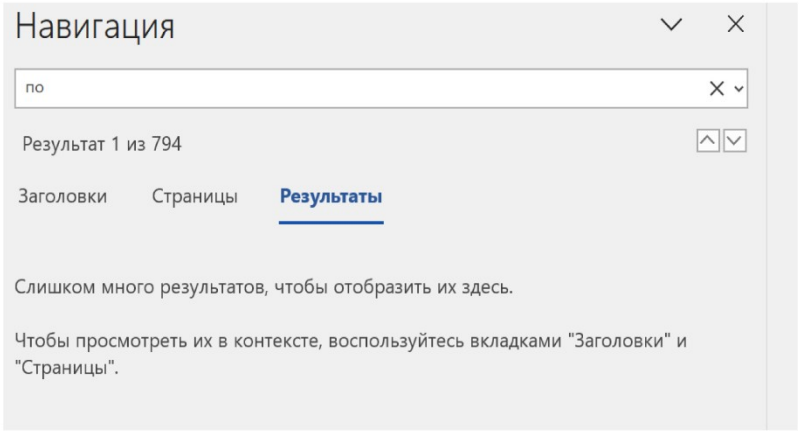 Навигация
по
Результат 1 из 794
Заголовки Страницы Результаты
Слишком много результатов, чтобы отобразить их здесь.
Чтобы просмотреть их в контексте, воспользуйтесь вкладками "Заголовки" и
"Страницы".